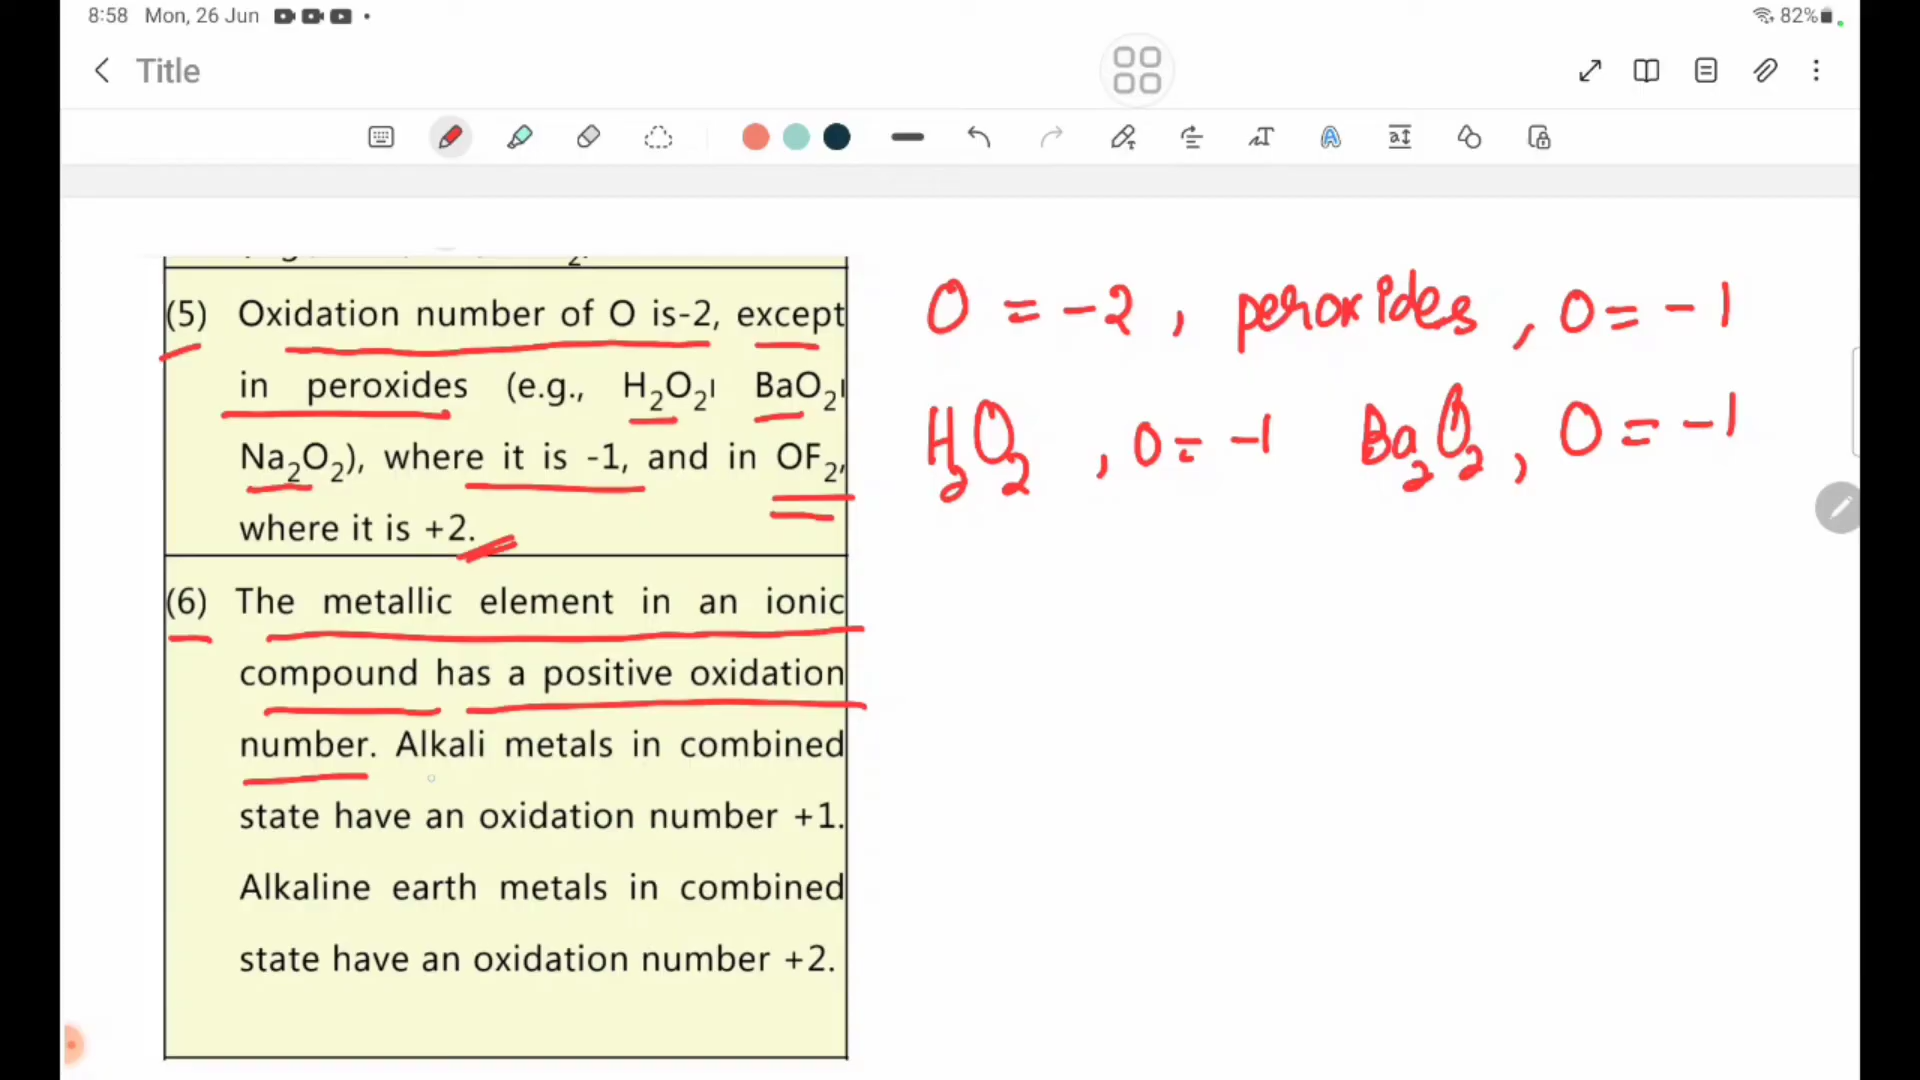 8:58 Mon, 26 Jun
82%
Title
(5) Oxidation number of O is-2, except
in peroxides (e.g., H₂O₂, BaO₂,
Na₂O₂), where it is -1, and in OF₂,
where it is +2.
(6) The metallic element in an ionic
compound has a positive oxidation
number. Alkali metals in combined
state have an oxidation number +1.
Alkaline earth metals in combined
state have an oxidation number +2.
O = -2, peroxides, O = -1
H₂O₂, O = -1 Ba₂O₂, O = -1